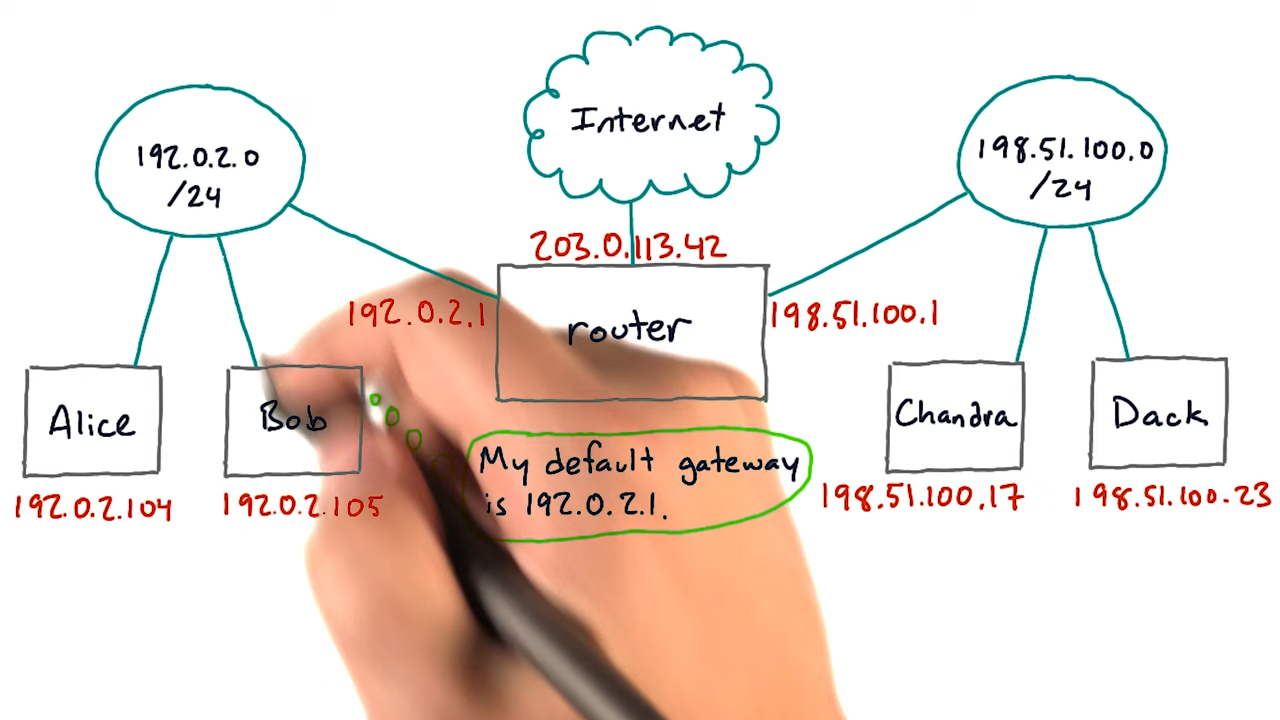 Internet
192.0.2.0
/24
198.51.100.0
/24
203.0.113.42
192.0.2.1
router
198.51.100.1
Alice
Bob
Chandra
Dack
My default gateway
is 192.0.2.1.
192.0.2.104
192.0.2.105
198.51.100.17
198.51.100.23